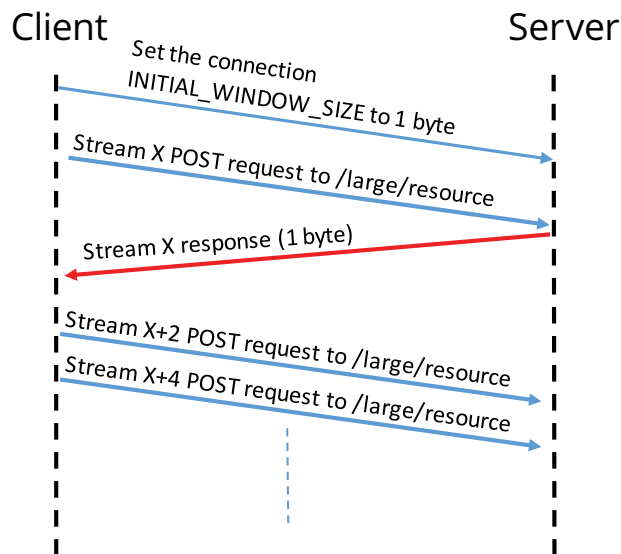 Client
Server
Set the connection
INITIAL_WINDOW_SIZE to 1 byte
Stream X POST request to /large/resource
Stream X response (1 byte)
Stream X+2 POST request to /large/resource
Stream X+4 POST request to /large/resource